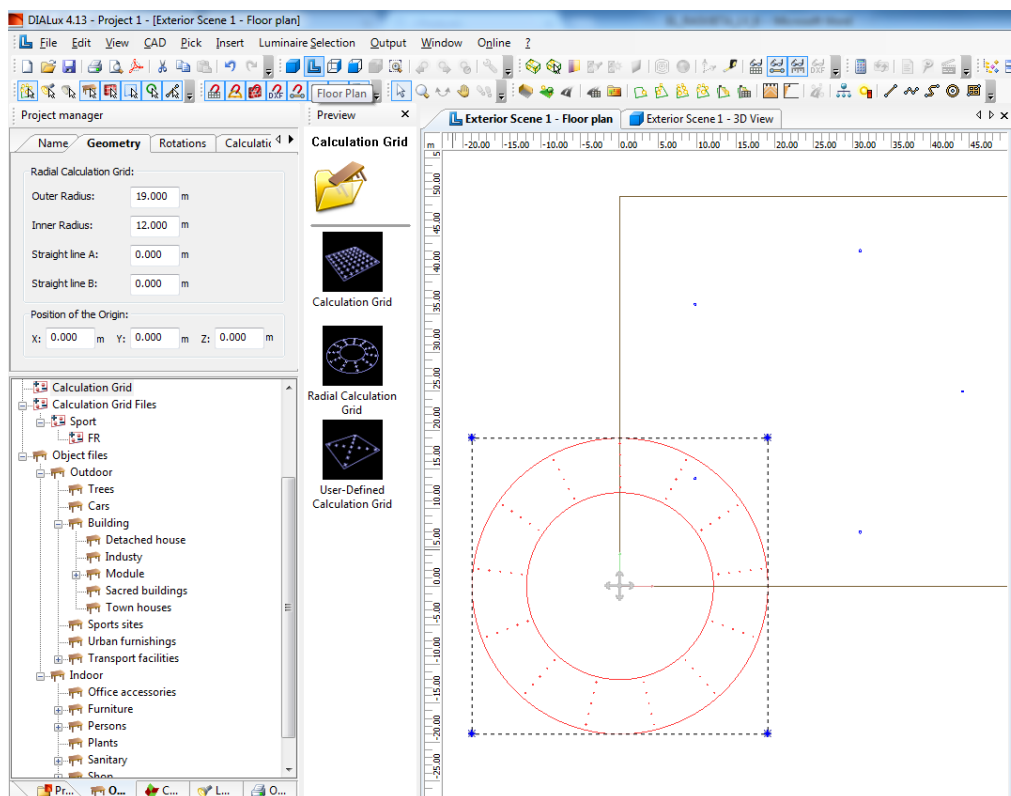 DIALux 4.13 - Project 1 - [Exterior Scene 1 - Floor plan]
File Edit View CAD Pick Insert Luminaire Selection Output Window Online ?
Floor Plan
Project manager
Name Geometry Rotations Calculatic
Radial Calculation Grid:
Outer Radius: 19.000 m
Inner Radius: 12.000 m
Straight line A: 0.000 m
Straight line B: 0.000 m
Position of the Origin:
X: 0.000 m Y: 0.000 m Z: 0.000 m
Calculation Grid
Calculation Grid Files
Sport
FR
Object files
Outdoor
Trees
Cars
Building
Detached house
Industy
Module
Sacred buildings
Town houses
Sports sites
Urban furnishings
Transport facilities
Indoor
Office accessories
Furniture
Persons
Plants
Sanitary
Shop
Pr... O... C... L... O...
Preview
Calculation Grid
Calculation Grid
Radial Calculation
Grid
User-Defined
Calculation Grid
Exterior Scene 1 - Floor plan Exterior Scene 1 - 3D View
m -20.00 -15.00 -10.00 -5.00 0.00 5.00 10.00 15.00 20.00 25.00 30.00 35.00 40.00 45.00
50.00
45.00
40.00
35.00
30.00
25.00
20.00
15.00
10.00
5.00
0.00
-5.00
-10.00
-15.00
-20.00
-25.00